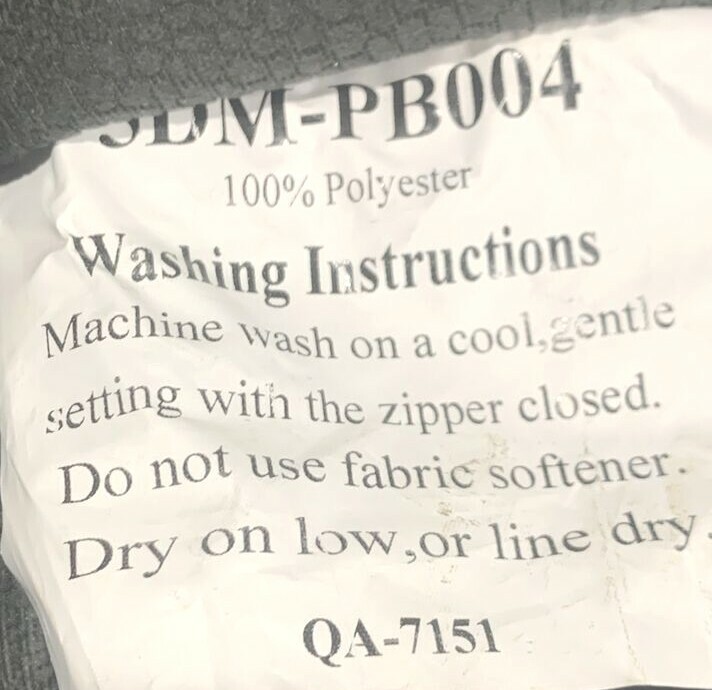 JDM-PB004
100% Polyester
Washing Instructions
Machine wash on a cool,gentle
setting with the zipper closed.
Do not use fabric softener.
Dry on low,or line dry.
QA-7151